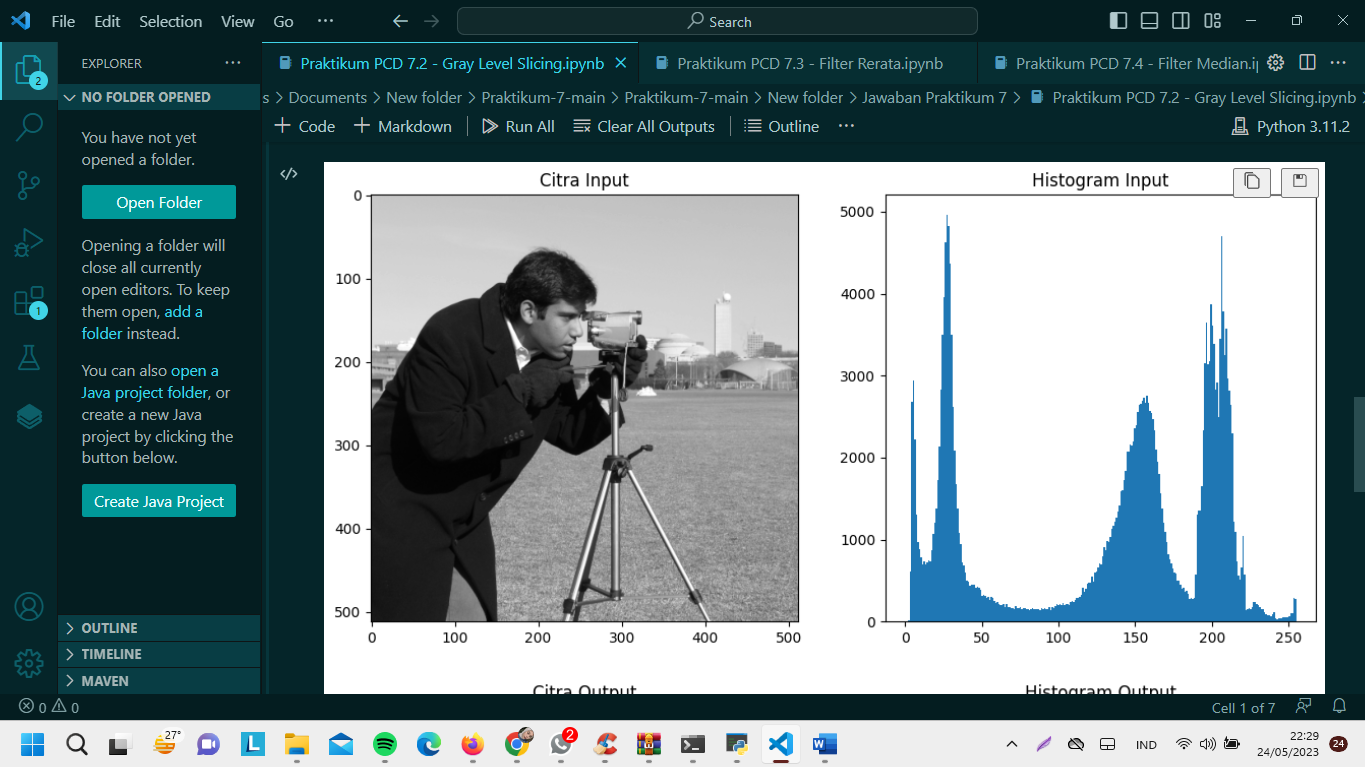 File Edit Selection View Go ··· Search
EXPLORER ···
2
Praktikum PCD 7.2 - Gray Level Slicing.ipynb
Praktikum PCD 7.3 - Filter Rerata.ipynb
Praktikum PCD 7.4 - Filter Median.i
NO FOLDER OPENED
s > Documents > New folder > Praktikum-7-main > Praktikum-7-main > New folder > Jawaban Praktikum 7 > Praktikum PCD 7.2 - Gray Level Slicing.ipynb
+ Code + Markdown Run All Clear All Outputs Outline ··· Python 3.11.2
You have not yet
opened a folder.
Open Folder
Opening a folder will
close all currently
open editors. To keep
them open, add a
folder instead.
1
You can also open a
Java project folder, or
create a new Java
project by clicking the
button below.
Create Java Project
OUTLINE
TIMELINE
MAVEN
Citra Input
0
100
200
300
400
500
0 100 200 300 400 500
Histogram Input
5000
4000
3000
2000
1000
0
0 50 100 150 200 250
Citra Output
Histogram Output
0 0
Cell 1 of 7
27°
L
2
W
IND
22:29
24/05/2023
24